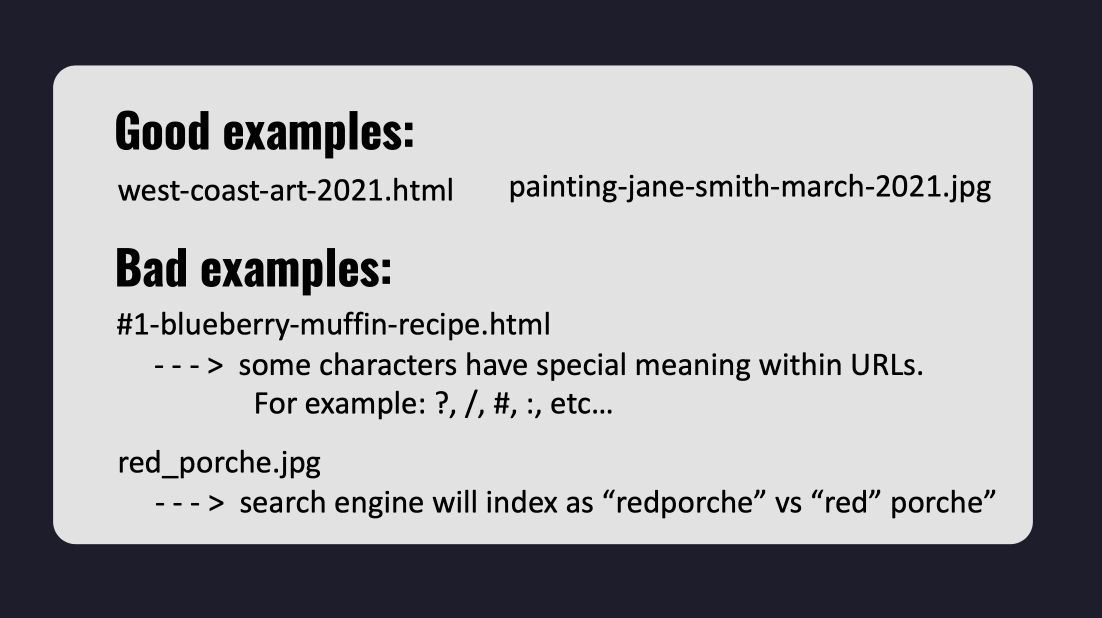 Good examples:
west-coast-art-2021.html painting-jane-smith-march-2021.jpg
Bad examples:
#1-blueberry-muffin-recipe.html
- - - > some characters have special meaning within URLs.
For example: ?, /, #, :, etc...
red_porche.jpg
- - - > search engine will index as “redporche” vs “red” porche”